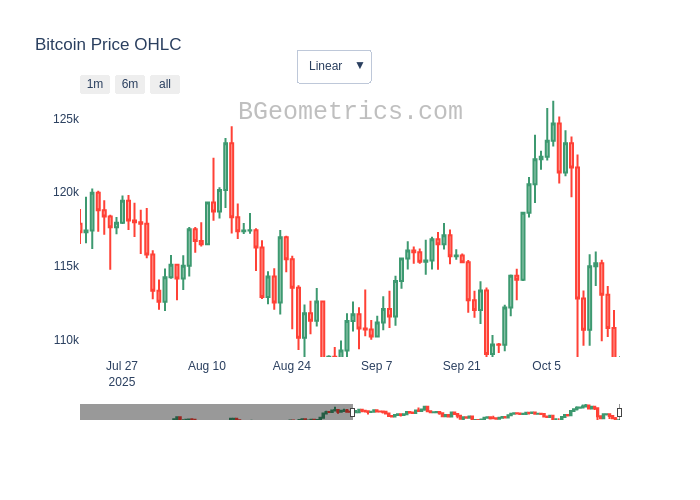 Bitcoin Price OHLC
Linear ▼
1m 6m all
BGeometrics.com
125k
120k
115k
110k
Jul 27 Aug 10 Aug 24 Sep 7 Sep 21 Oct 5
2025